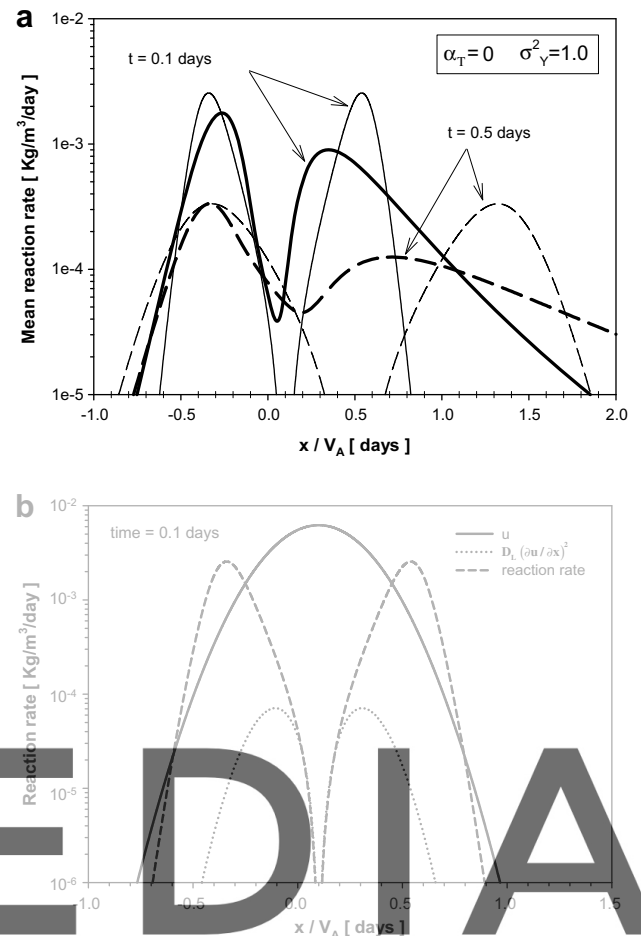 a
1e-2
α_T=0 σ²_Y=1.0
t = 0.1 days
1e-3
t = 0.5 days
Mean reaction rate [ Kg/m³/day ]
1e-4
1e-5
-1.0 -0.5 0.0 0.5 1.0 1.5 2.0
x / V_A [ days ]
b
10⁻²
time = 0.1 days
u
D_L (∂u / ∂x)²
reaction rate
10⁻³
Reaction rate [ Kg/m³/day ]
10⁻⁴
10⁻⁵
10⁻⁶
-1.0 -0.5 0.0 0.5 1.0 1.5
x / V_A [ days ]
EDIA